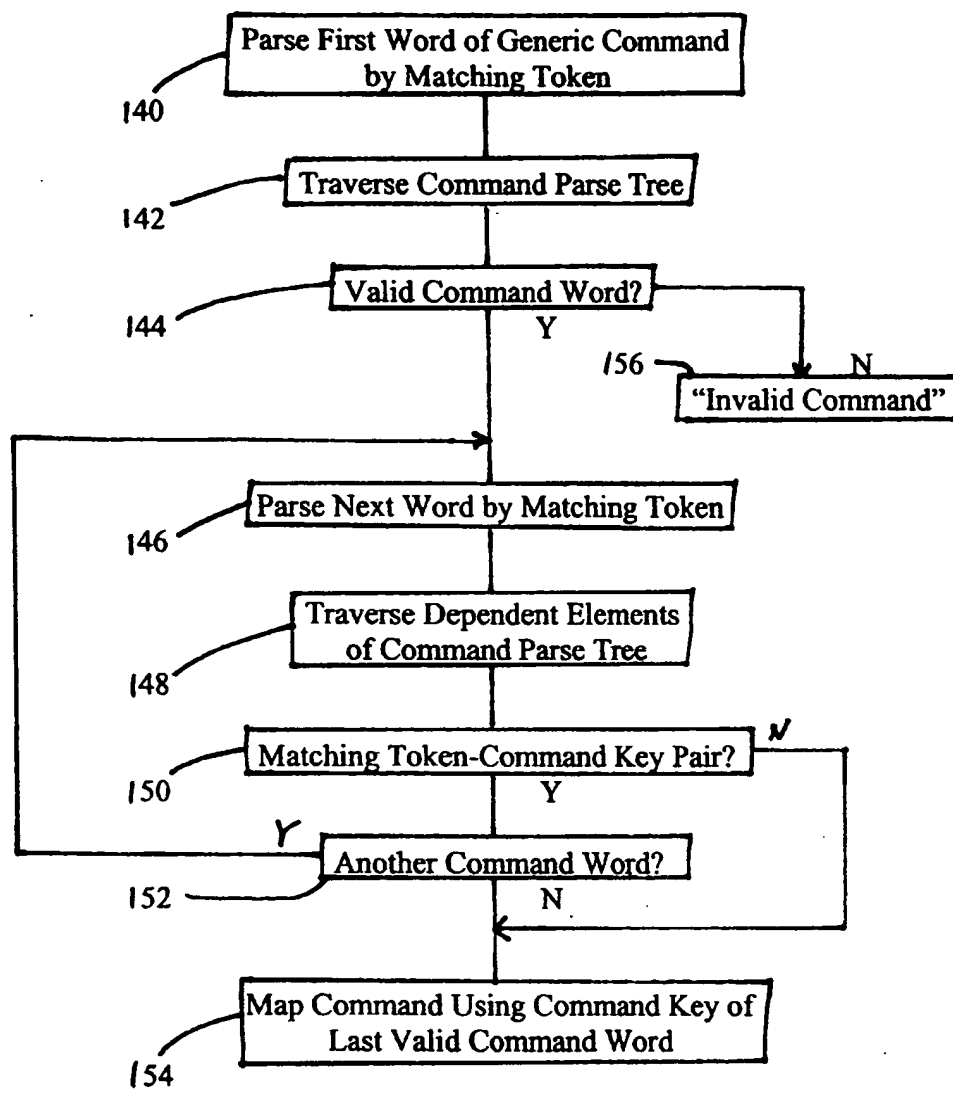 Parse First Word of Generic Command
by Matching Token
140
Traverse Command Parse Tree
142
Valid Command Word?
144
Y
156
N
"Invalid Command"
Parse Next Word by Matching Token
146
Traverse Dependent Elements
of Command Parse Tree
148
Matching Token-Command Key Pair?
N
150
Y
Y
Another Command Word?
152
N
Map Command Using Command Key of
Last Valid Command Word
154